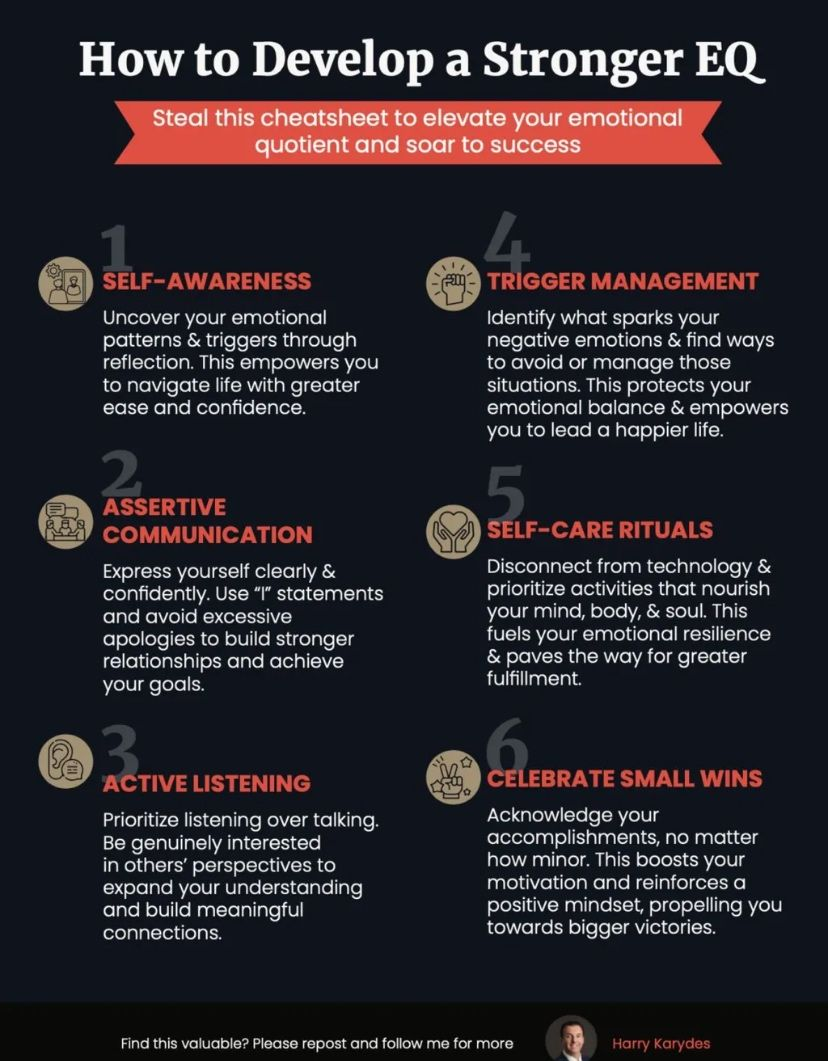 How to Develop a Stronger EQ
Steal this cheatsheet to elevate your emotional
quotient and soar to success
1
SELF-AWARENESS
Uncover your emotional
patterns & triggers through
reflection. This empowers you
to navigate life with greater
ease and confidence.
2
ASSERTIVE
COMMUNICATION
Express yourself clearly &
confidently. Use “I” statements
and avoid excessive
apologies to build stronger
relationships and achieve
your goals.
3
ACTIVE LISTENING
Prioritize listening over talking.
Be genuinely interested
in others’ perspectives to
expand your understanding
and build meaningful
connections.
4
TRIGGER MANAGEMENT
Identify what sparks your
negative emotions & find ways
to avoid or manage those
situations. This protects your
emotional balance & empowers
you to lead a happier life.
5
SELF-CARE RITUALS
Disconnect from technology &
prioritize activities that nourish
your mind, body, & soul. This
fuels your emotional resilience
& paves the way for greater
fulfillment.
6
CELEBRATE SMALL WINS
Acknowledge your
accomplishments, no matter
how minor. This boosts your
motivation and reinforces a
positive mindset, propelling you
towards bigger victories.
Find this valuable? Please repost and follow me for more
Harry Karydes